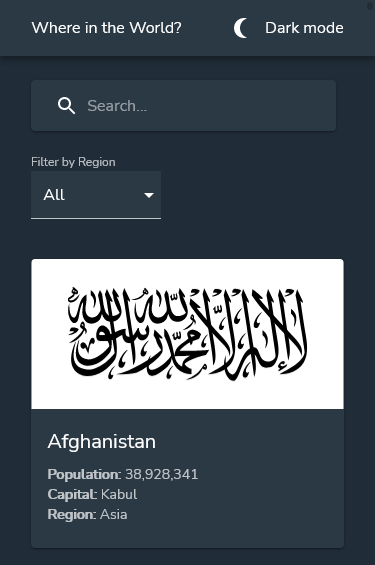 Where in the World?
Dark mode
Search...
Filter by Region
All
لا إله إلا الله محمد رسول الله
Afghanistan
Population: 38,928,341
Capital: Kabul
Region: Asia